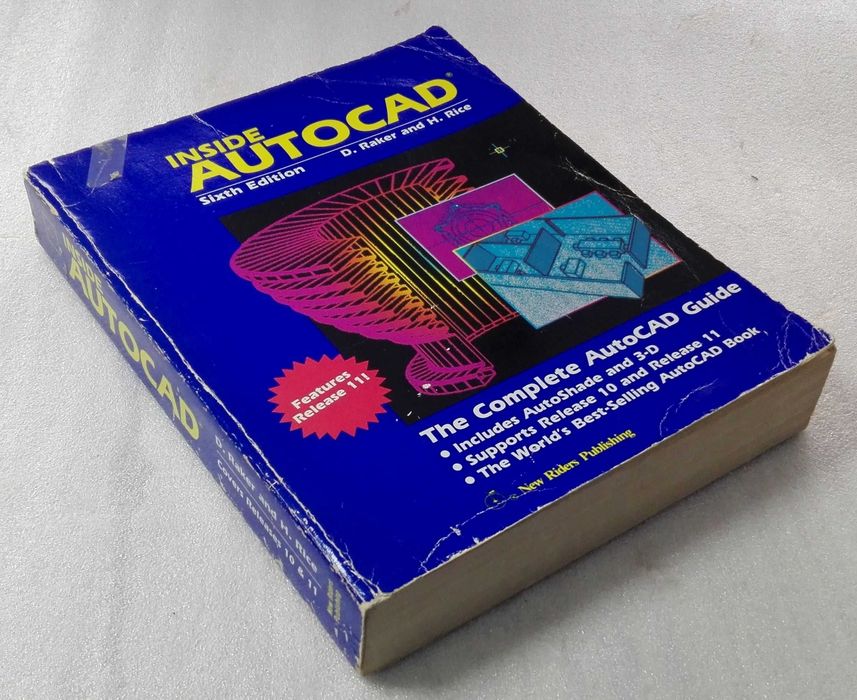 INSIDE
AUTOCAD®
Sixth Edition
D. Raker and H. Rice
Features
Release 11!
The Complete AutoCAD Guide
• Includes AutoShade and 3-D
• Supports Release 10 and Release 11
• The World's Best-Selling AutoCAD Book
New Riders Publishing
INSIDE
AUTOCAD
D. Raker and H. Rice
Covers Releases 10 & 11